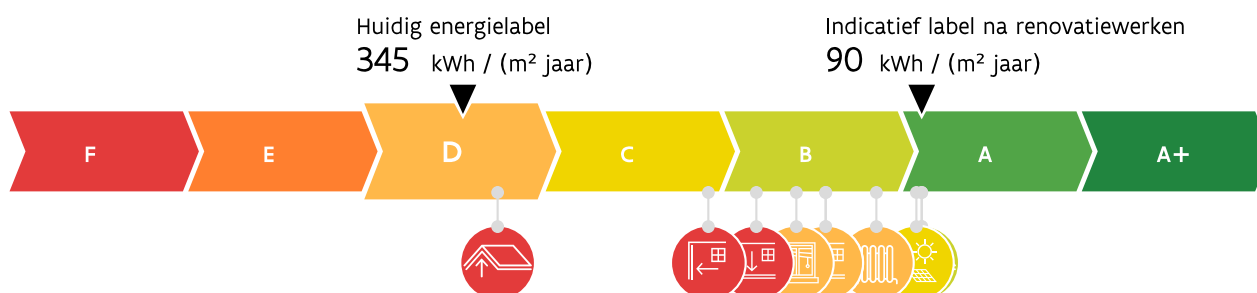 Huidig energielabel
345 kWh / (m² jaar)
Indicatief label na renovatiewerken
90 kWh / (m² jaar)
F E D C B A A+